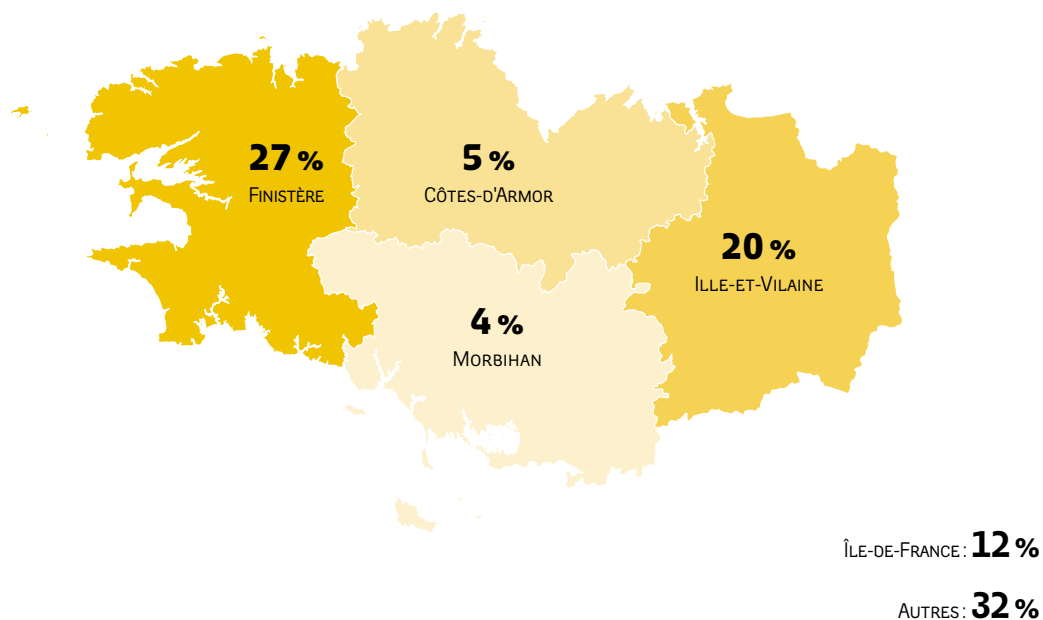 27 %
Finistère
5 %
Côtes-d'Armor
20 %
Ille-et-Vilaine
4 %
Morbihan
Île-de-France : 12 %
Autres : 32 %